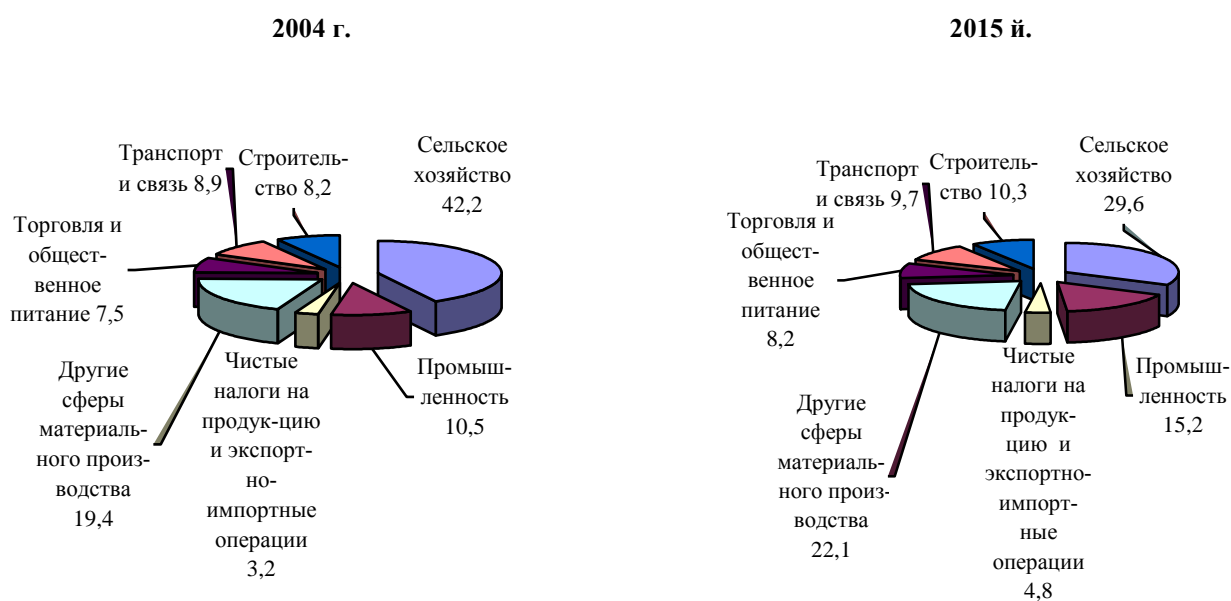 2004 г.
Транспорт
и связь 8,9
Строитель-
ство 8,2
Сельское
хозяйство
42,2
Торговля и
общест-
венное
питание 7,5
Другие
сферы
материаль-
ного произ-
водства
19,4
Чистые
налоги на
продук-цию
и экспорт-
но-
импортные
операции
3,2
Промыш-
ленность
10,5
2015 й.
Транспорт
и связь 9,7
Строитель-
ство 10,3
Сельское
хозяйство
29,6
Торговля и
общест-
венное
питание
8,2
Другие
сферы
материаль-
ного произ-
водства
22,1
Чистые
налоги на
продук-
цию и
экспортно-
импорт-
ные
операции
4,8
Промыш-
ленность
15,2